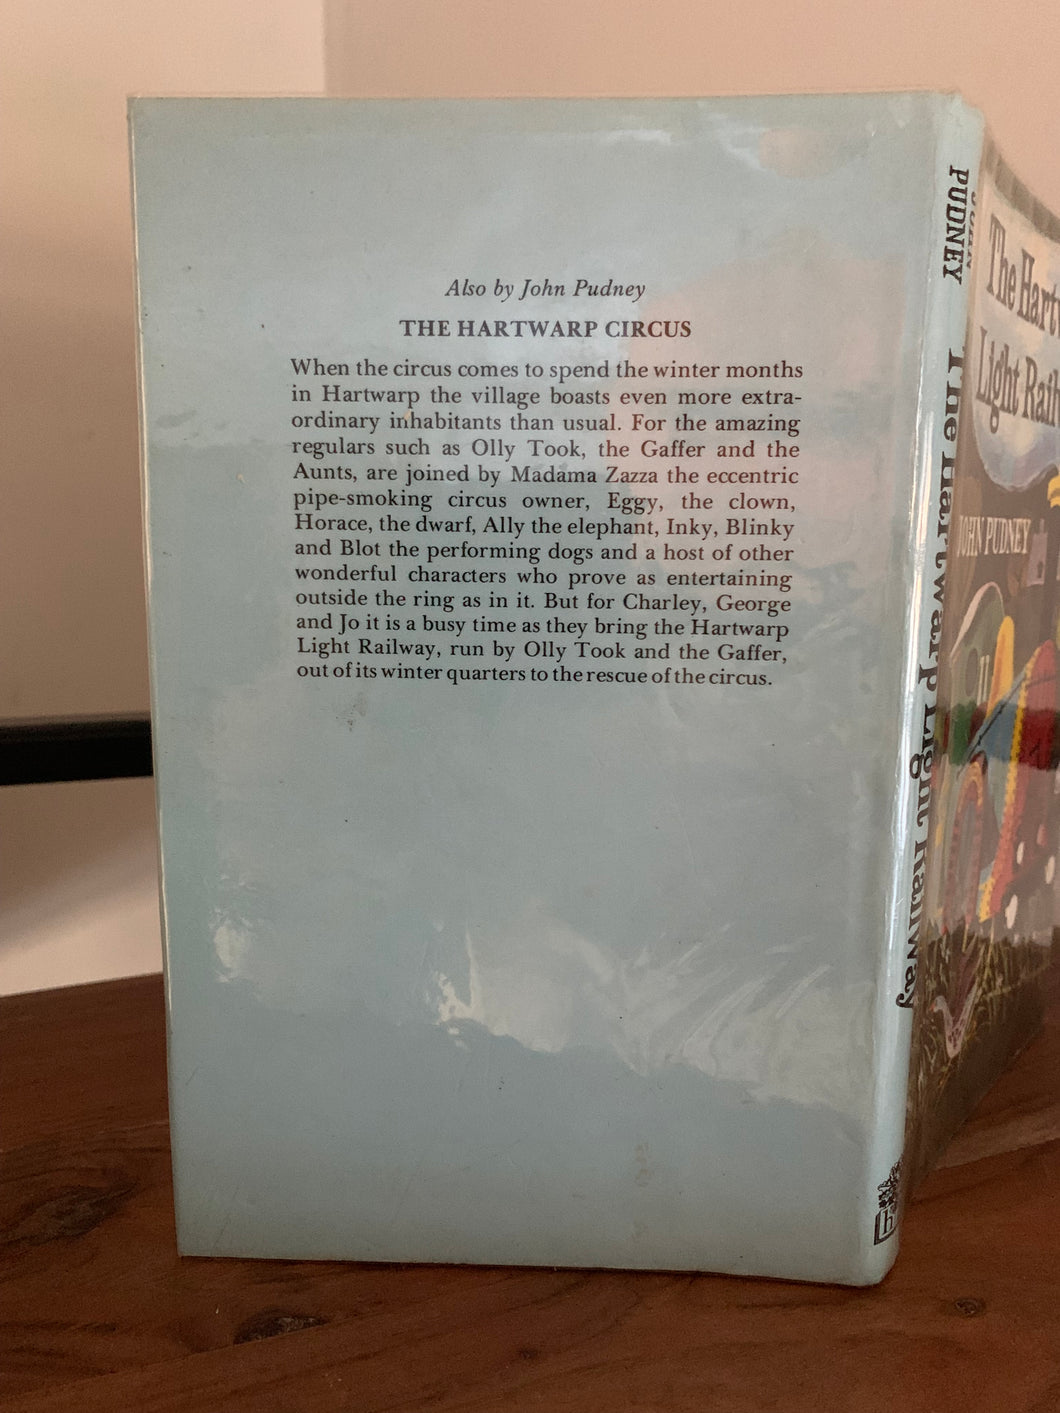 Also by John Pudney
THE HARTWARP CIRCUS
When the circus comes to spend the winter months
in Hartwarp the village boasts even more extra-
ordinary inhabitants than usual. For the amazing
regulars such as Olly Took, the Gaffer and the
Aunts, are joined by Madama Zazza the eccentric
pipe-smoking circus owner, Eggy, the clown,
Horace, the dwarf, Ally the elephant, Inky, Blinky
and Blot the performing dogs and a host of other
wonderful characters who prove as entertaining
outside the ring as in it. But for Charley, George
and Jo it is a busy time as they bring the Hartwarp
Light Railway, run by Olly Took and the Gaffer,
out of its winter quarters to the rescue of the circus.
JOHN
PUDNEY
The Hartwarp Light Railway
h
The Hartw
Light Rail
JOHN PUDNEY